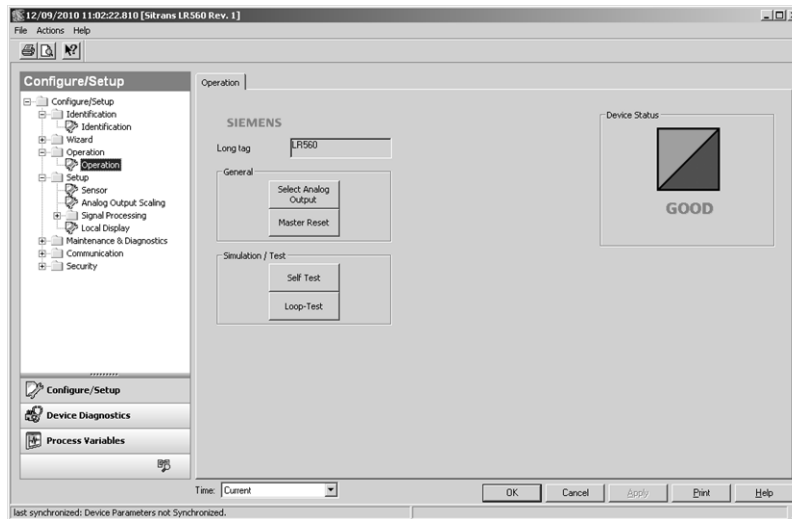 12/09/2010 11:02:22.810 [Sitrans LR560 Rev. 1]
File Actions Help
Configure/Setup
Configure/Setup
Identification
Identification
Wizard
Operation
Operation
Setup
Sensor
Analog Output Scaling
Signal Processing
Local Display
Maintenance & Diagnostics
Communication
Security
Configure/Setup
Device Diagnostics
Process Variables
Operation
SIEMENS
Long tag LR560
General
Select Analog
Output
Master Reset
Simulation / Test
Self Test
Loop-Test
Device Status
GOOD
Time: Current
OK Cancel Apply Print Help
last synchronized: Device Parameters not Synchronized.